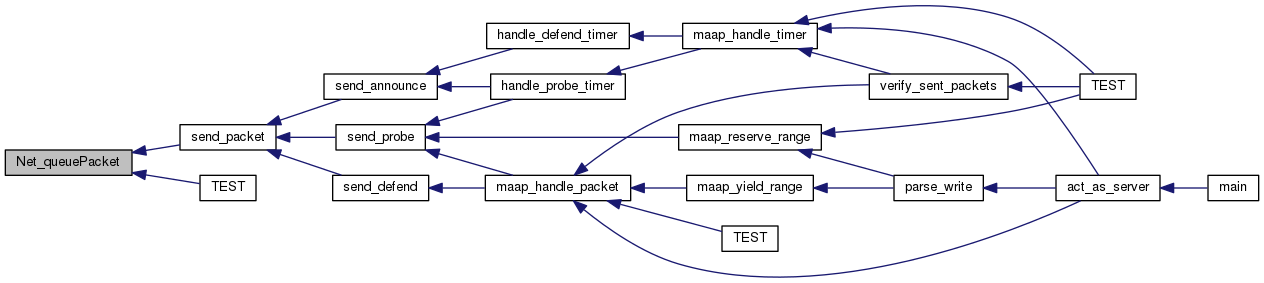 handle_defend_timer
maap_handle_timer
send_announce
handle_probe_timer
verify_sent_packets
TEST
send_packet
send_probe
maap_reserve_range
Net_queuePacket
TEST
send_defend
maap_handle_packet
maap_yield_range
parse_write
act_as_server
main
TEST